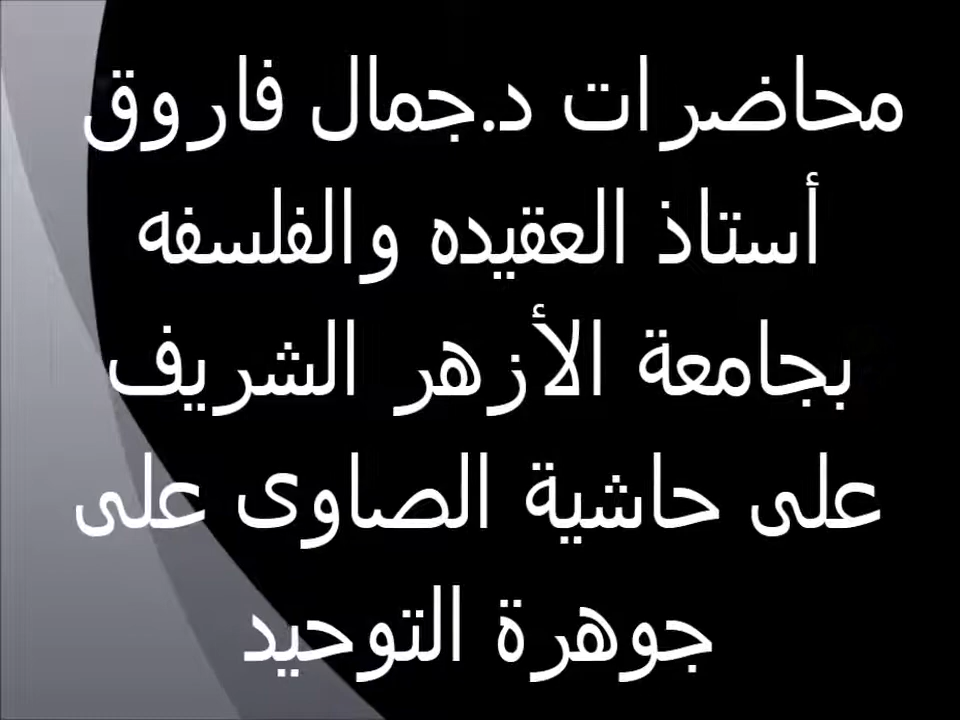 محاضرات د.جمال فاروق
أستاذ العقيده والفلسفه
بجامعة الأزهر الشريف
على حاشية الصاوى على
جوهرة التوحيد